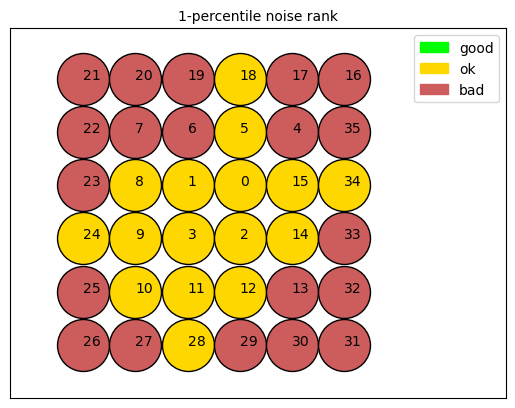 1-percentile noise rank
good
ok
bad
21 20 19 18 17 16
22 7 6 5 4 35
23 8 1 0 15 34
24 9 3 2 14 33
25 10 11 12 13 32
26 27 28 29 30 31